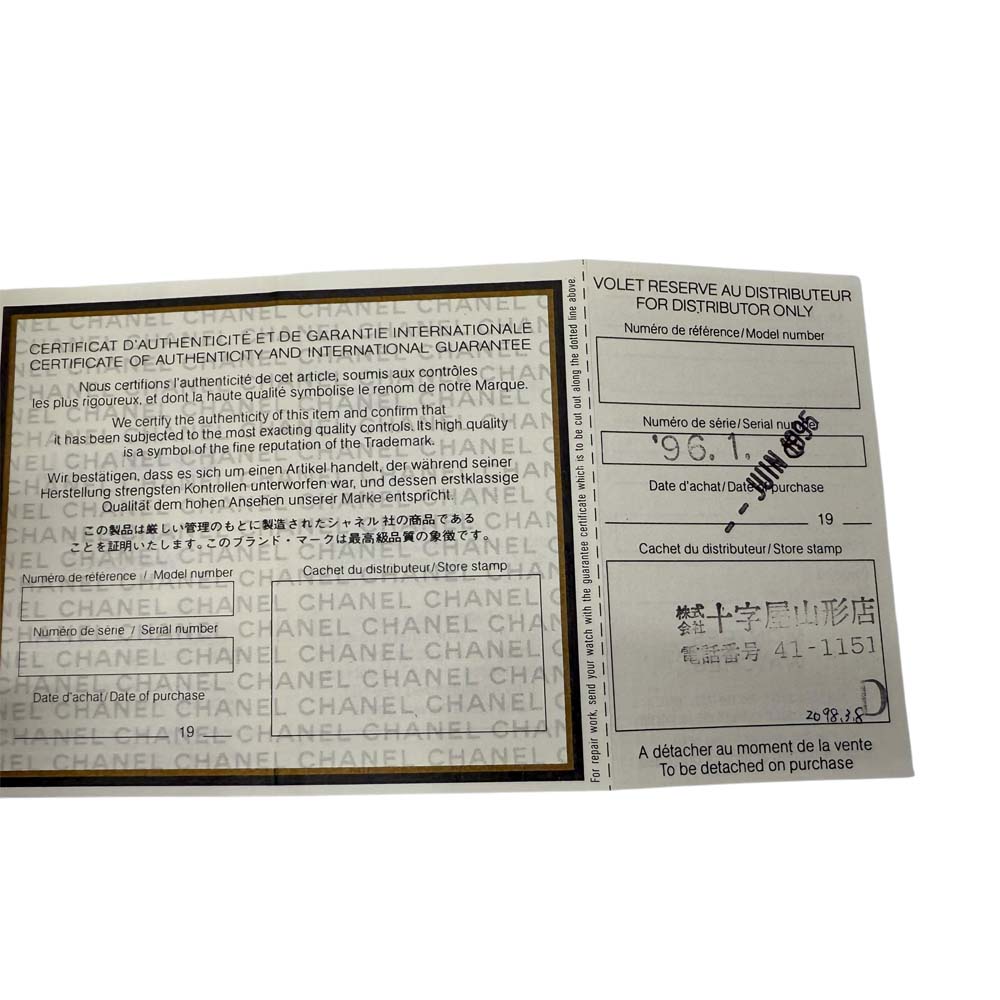 CERTIFICAT D'AUTHENTICITÉ ET DE GARANTIE INTERNATIONALE
CERTIFICATE OF AUTHENTICITY AND INTERNATIONAL GUARANTEE
Nous certifions l'authenticité de cet article, soumis aux contrôles
les plus rigoureux, et dont la haute qualité symbolise le renom de notre Marque.
We certify the authenticity of this item and confirm that
it has been subjected to the most exacting quality controls. Its high quality
is a symbol of the fine reputation of the Trademark.
Wir bestätigen, dass es sich um einen Artikel handelt, der während seiner
Herstellung strengsten Kontrollen unterworfen war, und dessen erstklassige
Qualität dem hohen Ansehen unserer Marke entspricht.
この製品は厳しい管理のもとに製造されたシャネル社の商品である
ことを証明いたします。このブランド・マークは最高級品質の象徴です。
Numéro de référence / Model number
Numéro de série / Serial number
Date d'achat/Date of purchase
19
Cachet du distributeur/Store stamp
For repair work, send your watch with the guarantee certificate which is to be cut out along the dotted line above.
VOLET RESERVE AU DISTRIBUTEUR
FOR DISTRIBUTOR ONLY
Numéro de référence/Model number
Numéro de série/Serial number
'96.1.
-- JUIN 1995
Date d'achat/Date of purchase
19
Cachet du distributeur/Store stamp
株式会社 十字屋山形店
電話番号 41-1151
D
2098.3.8
A détacher au moment de la vente
To be detached on purchase